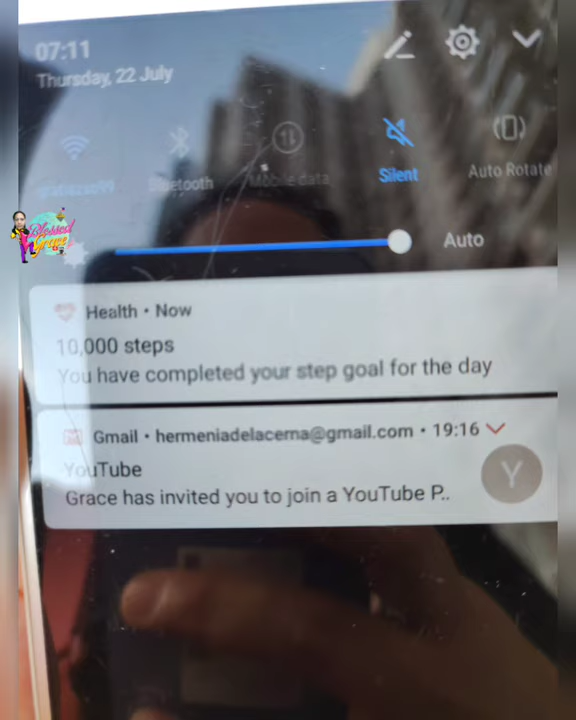 07:11
Thursday, 22 July
Bluetooth
Mobile data
Silent
Auto Rotate
Blessed
Grace
Auto
Health • Now
10,000 steps
You have completed your step goal for the day
Gmail • hermeniadelacerna@gmail.com • 19:16
YouTube
Y
Grace has invited you to join a YouTube P..